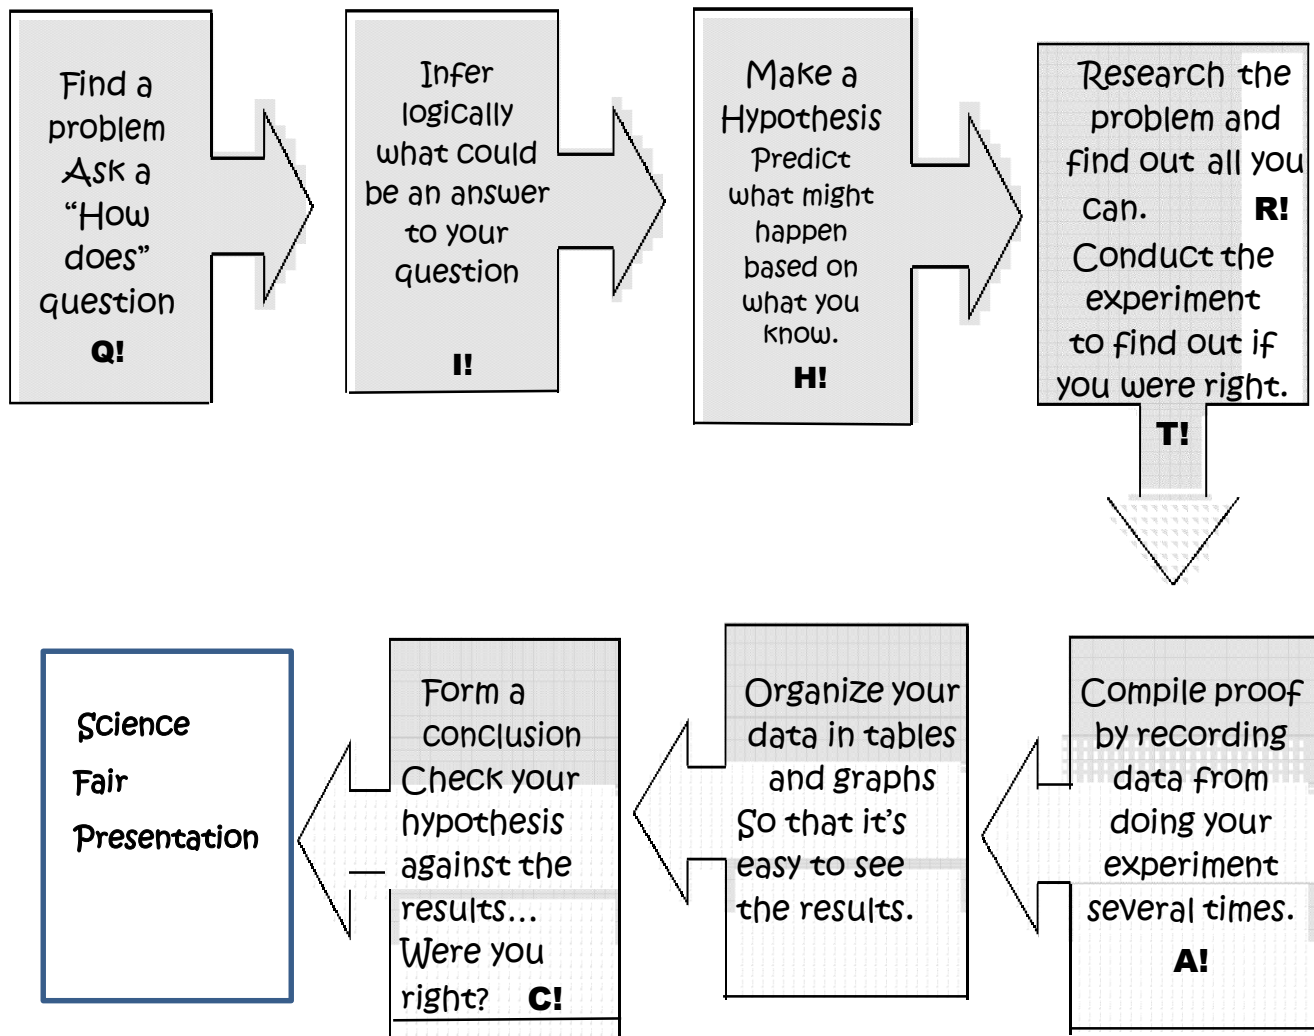 Find a
problem
Ask a
“How
does”
question
Q!
Infer
logically
what could
be an answer
to your
question
I!
Make a
Hypothesis
Predict
what might
happen
based on
what you
know.
H!
Research the
problem and
find out all you
can. R!
Conduct the
experiment
to find out if
you were right.
T!
Compile proof
by recording
data from
doing your
experiment
several times.
A!
Organize your
data in tables
and graphs
So that it’s
easy to see
the results.
Form a
conclusion
Check your
hypothesis
against the
results…
Were you
right? C!
Science
Fair
Presentation